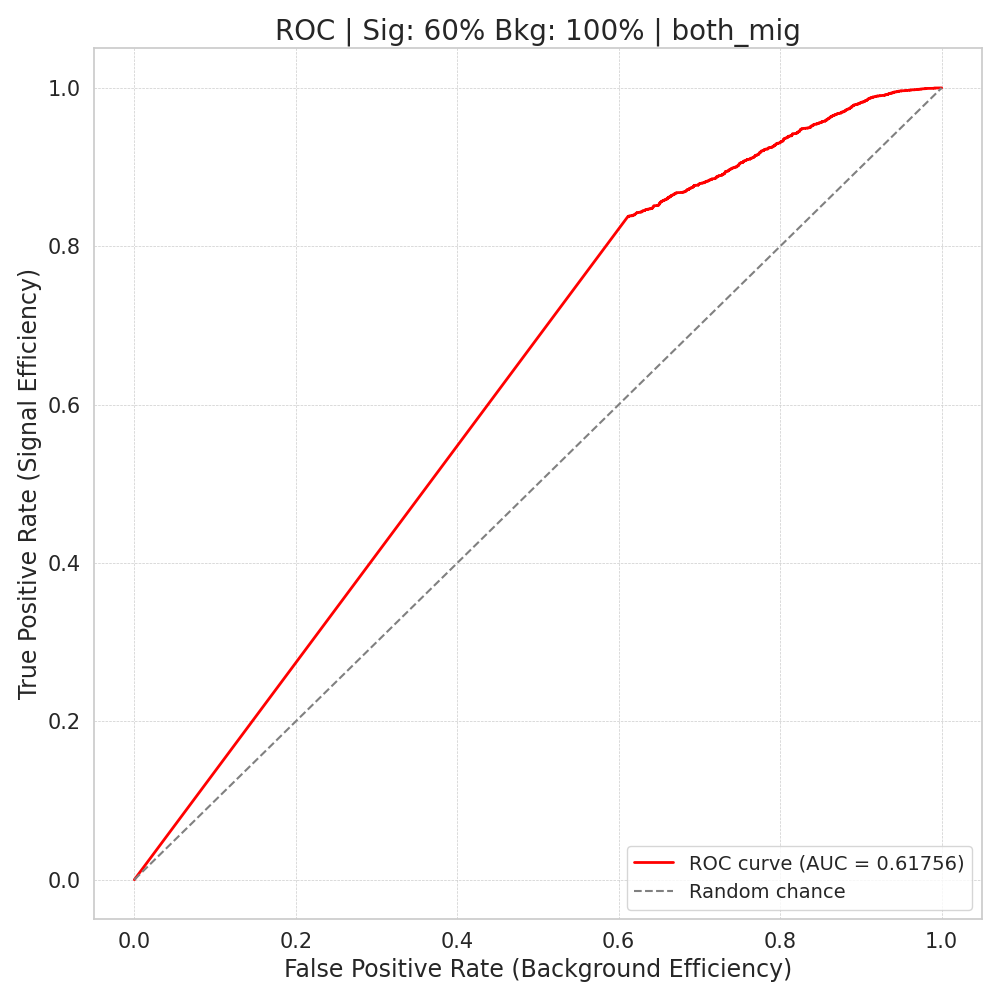 ROC | Sig: 60% Bkg: 100% | both_mig
True Positive Rate (Signal Efficiency)
1.0
0.8
0.6
0.4
0.2
0.0
ROC curve (AUC = 0.61756)
Random chance
0.0 0.2 0.4 0.6 0.8 1.0
False Positive Rate (Background Efficiency)